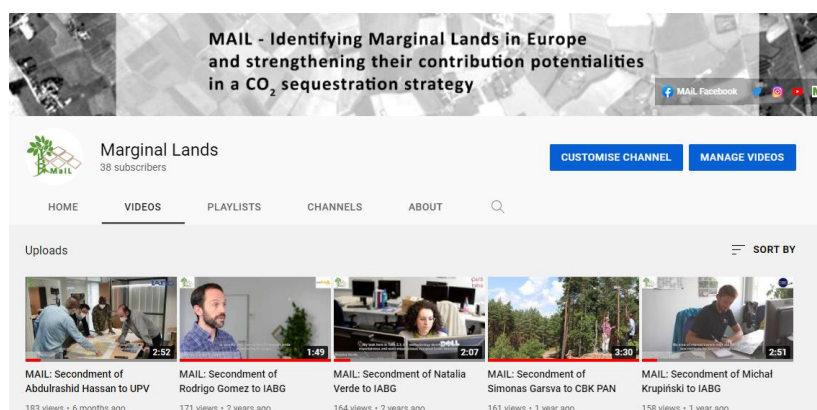 MAIL - Identifying Marginal Lands in Europe
and strengthening their contribution potentialities
in a CO2 sequestration strategy
MAIL Facebook
MAIL
Marginal Lands
38 subscribers
CUSTOMISE CHANNEL MANAGE VIDEOS
HOME VIDEOS PLAYLISTS CHANNELS ABOUT
Uploads SORT BY
2:52 1:49 2:07 3:30 2:51
DELL
MAIL: Secondment of
Abdulrashid Hassan to UPV
MAIL: Secondment of
Rodrigo Gomez to IABG
MAIL: Secondment of Natalia
Verde to IABG
MAIL: Secondment of
Simonas Garsva to CBK PAN
MAIL: Secondment of Michał
Krupiński to IABG
183 views • 6 months ago
171 views • 2 years ago
164 views • 2 years ago
161 views • 1 year ago
158 views • 1 year ago